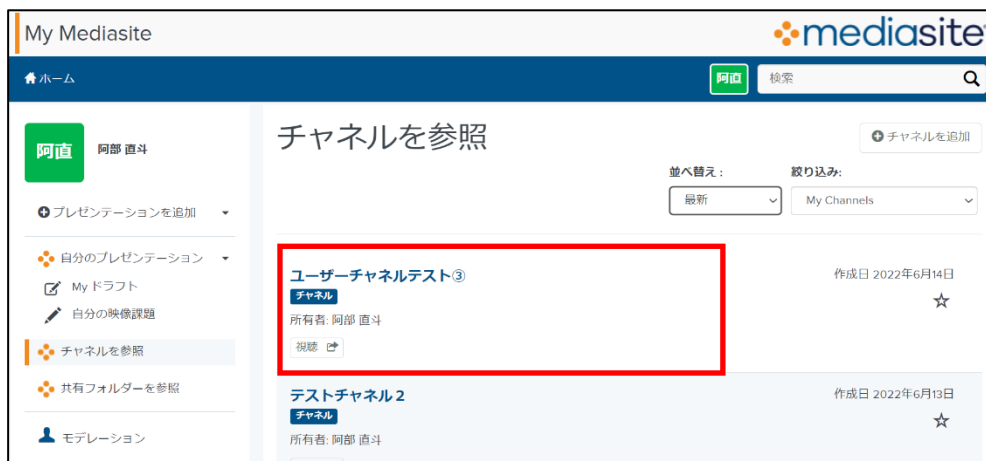 My Mediasite
mediasite
ホーム
阿直
検索
阿直
阿部 直斗
プレゼンテーションを追加
自分のプレゼンテーション
My ドラフト
自分の映像課題
チャネルを参照
共有フォルダーを参照
モデレーション
チャネルを参照
チャネルを追加
並べ替え :
絞り込み:
最新
My Channels
ユーザーチャネルテスト③
作成日 2022年6月14日
チャネル
所有者: 阿部 直斗
視聴
テストチャネル 2
作成日 2022年6月13日
チャネル
所有者: 阿部 直斗